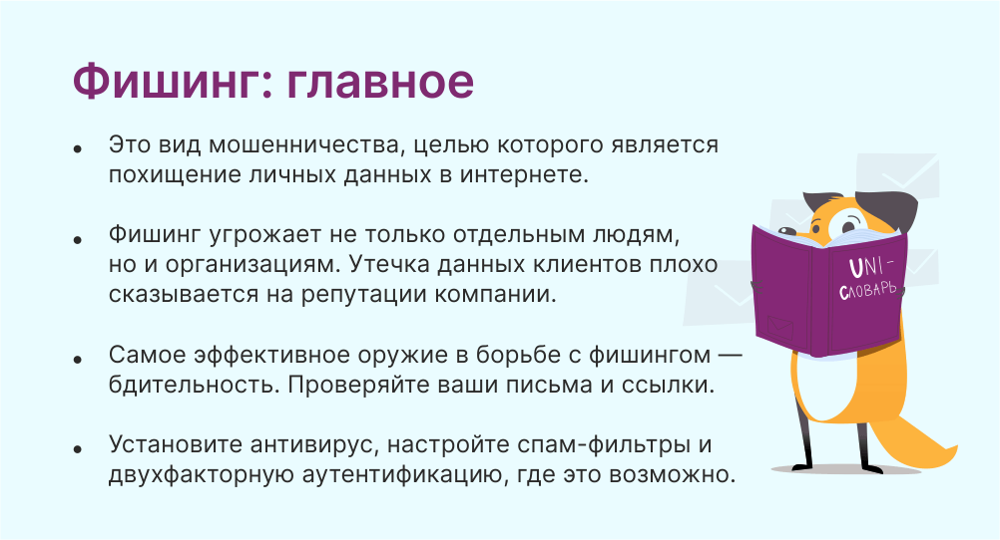 Фишинг: главное
• Это вид мошенничества, целью которого является
похищение личных данных в интернете.
• Фишинг угрожает не только отдельным людям,
но и организациям. Утечка данных клиентов плохо
сказывается на репутации компании.
• Самое эффективное оружие в борьбе с фишингом —
бдительность. Проверяйте ваши письма и ссылки.
• Установите антивирус, настройте спам-фильтры и
двухфакторную аутентификацию, где это возможно.
UNI-
СЛОВАРЬ